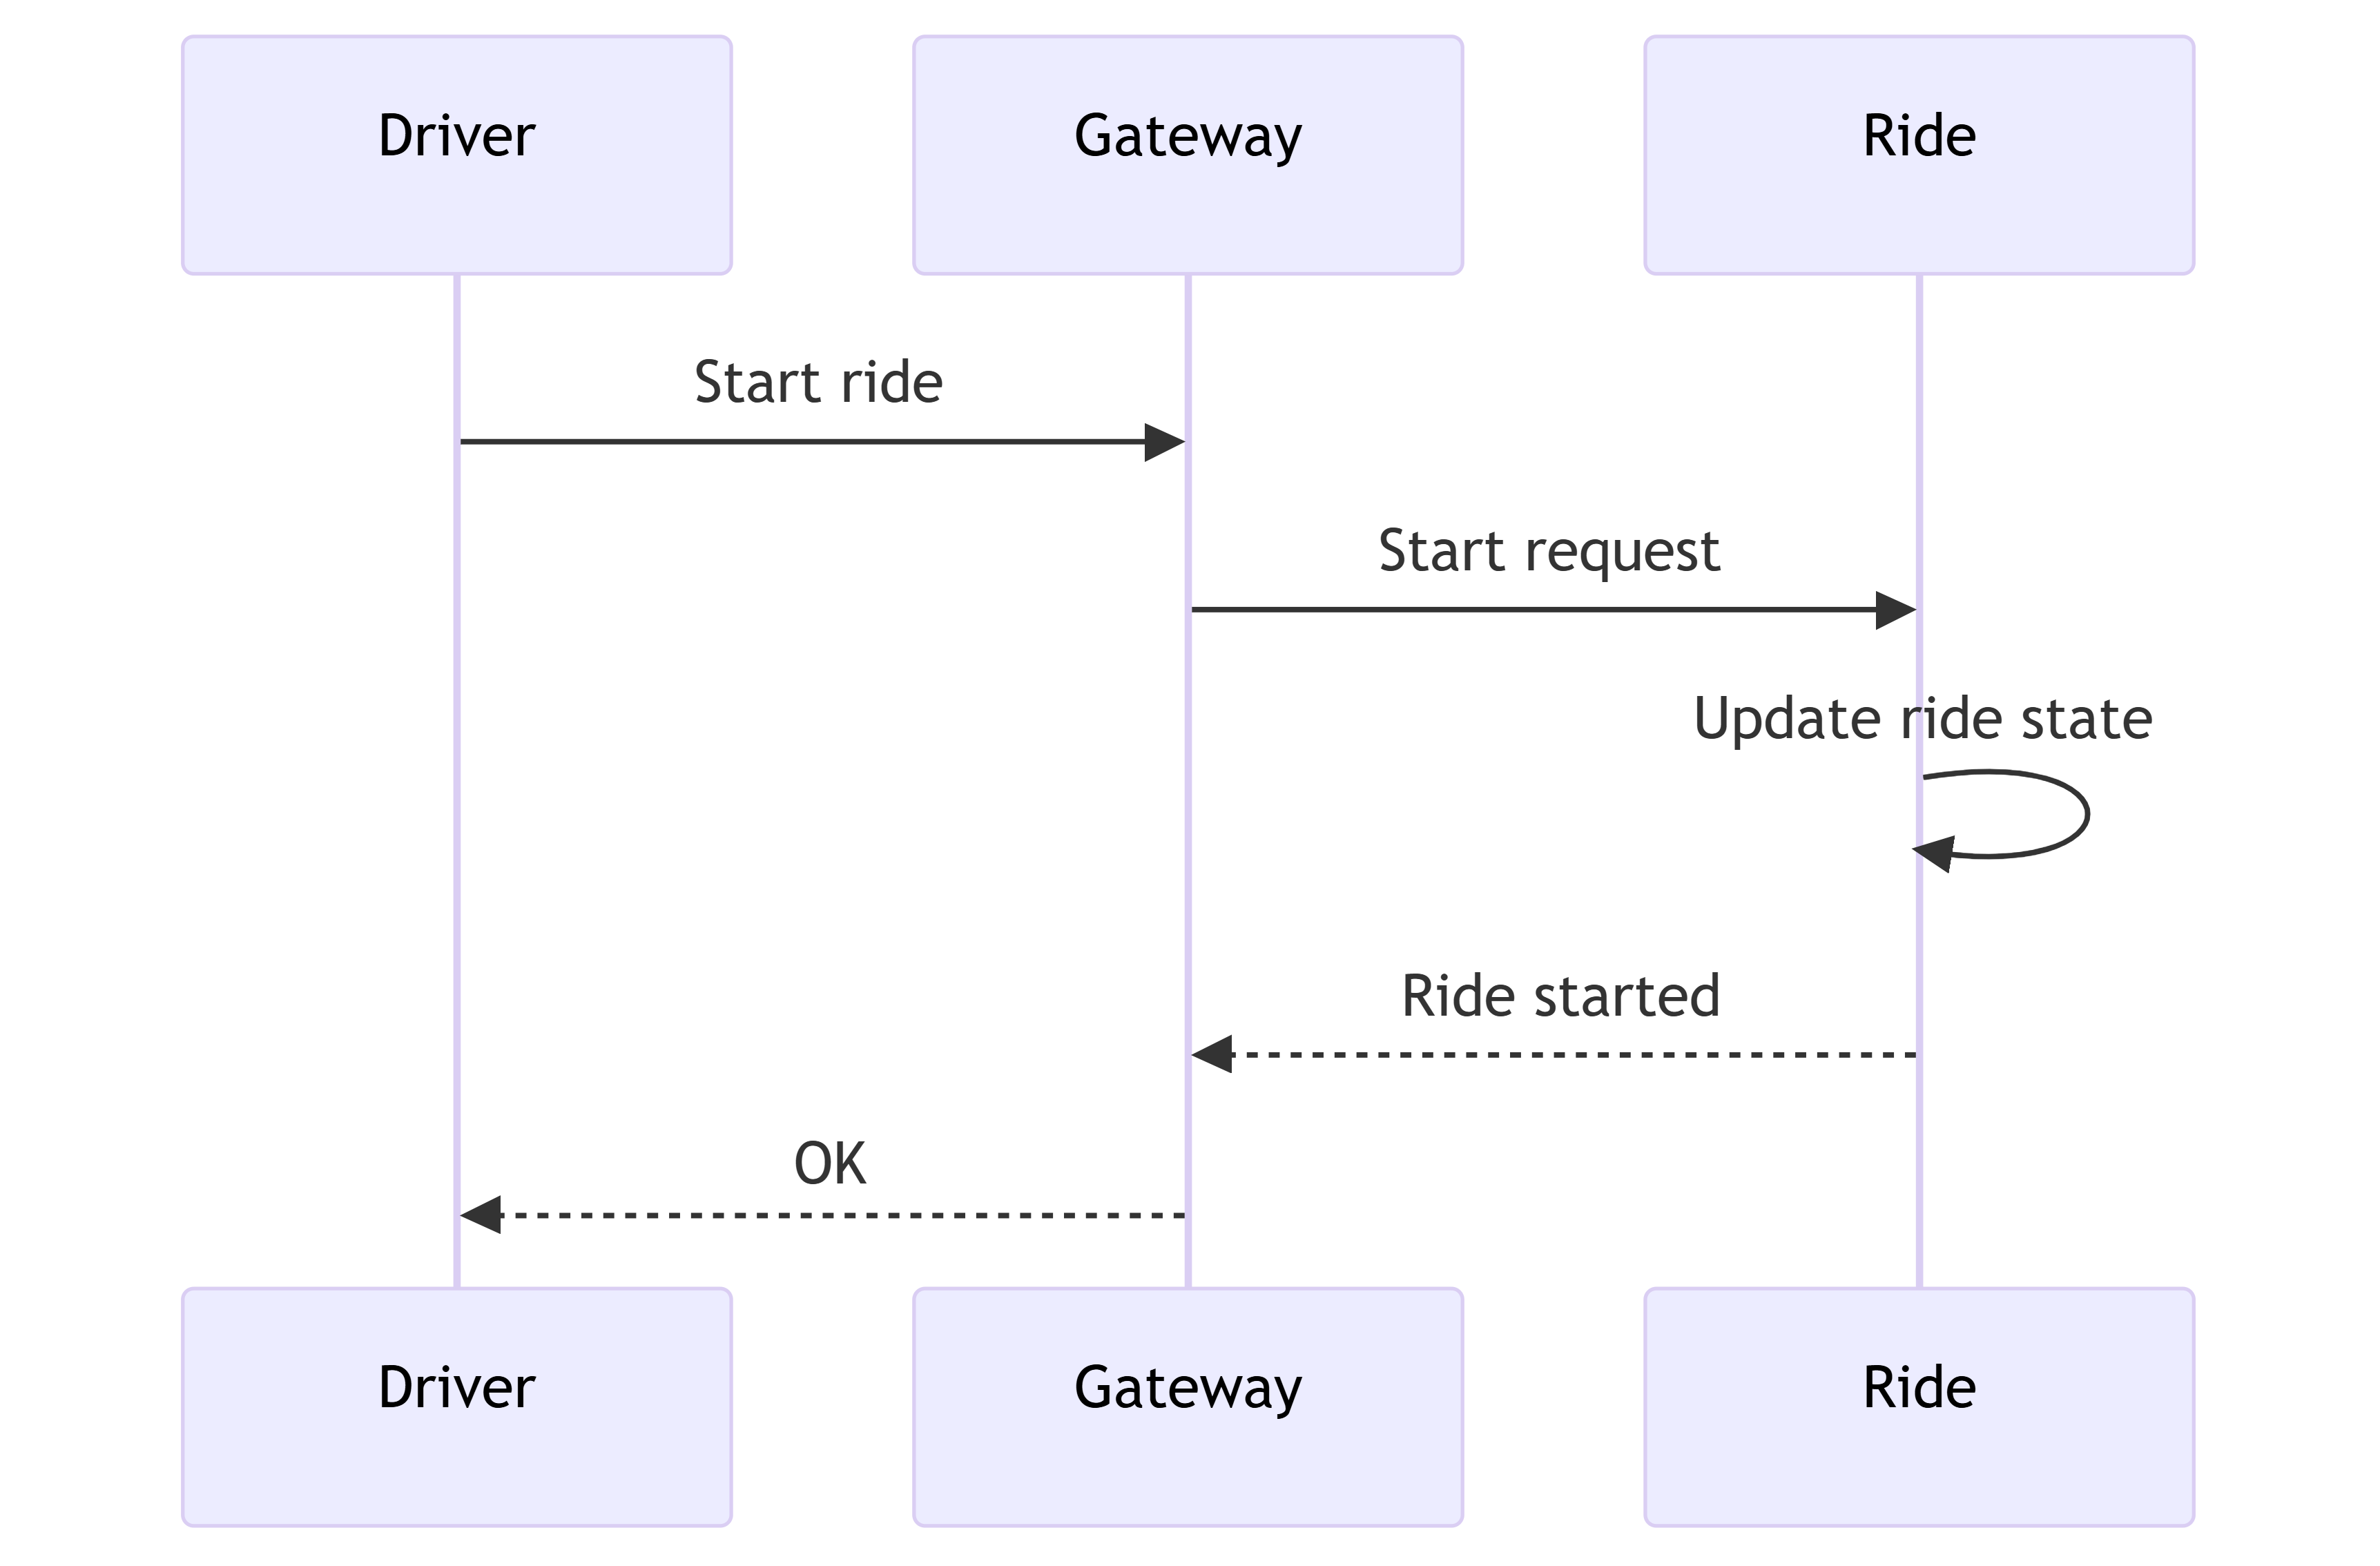 Driver
Gateway
Ride
Start ride
Start request
Update ride state
Ride started
OK
Driver
Gateway
Ride